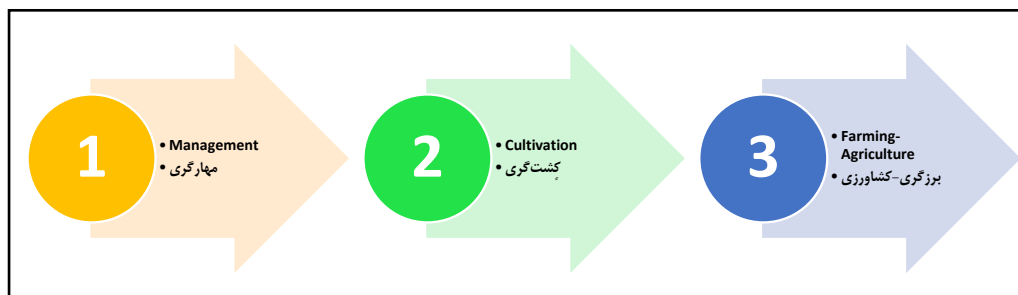 1
• Management
• مهارگری
2
• Cultivation
• کِشت‌گری
3
• Farming-
Agriculture
• برزگری-کشاورزی